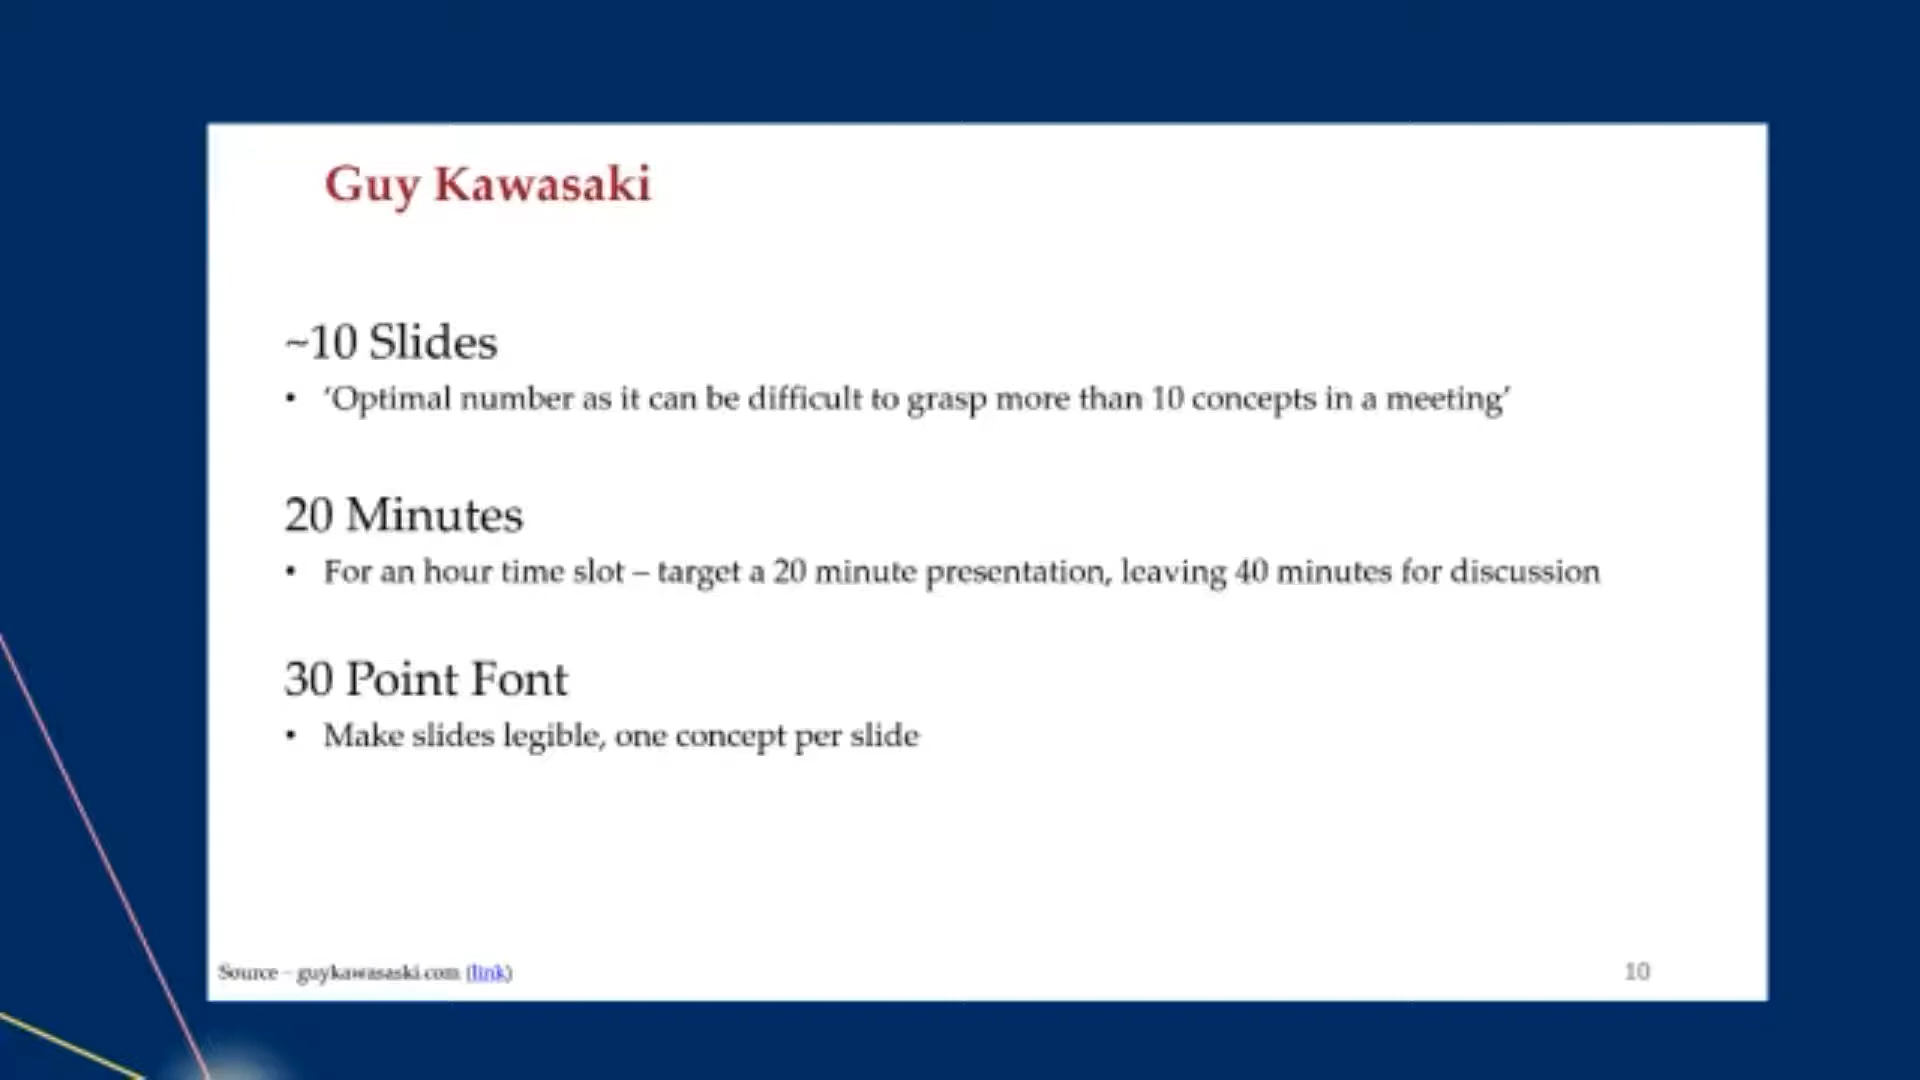 Guy Kawasaki
~10 Slides
• ‘Optimal number as it can be difficult to grasp more than 10 concepts in a meeting’
20 Minutes
• For an hour time slot – target a 20 minute presentation, leaving 40 minutes for discussion
30 Point Font
• Make slides legible, one concept per slide
Source – guykawasaski.com (link)
10